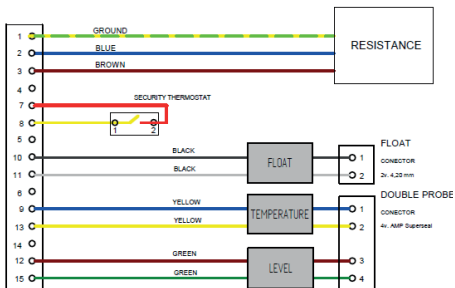 1 GROUND
2 BLUE
RESISTANCE
3 BROWN
4
7 SECURITY THERMOSTAT
8 1 2
5
FLOAT
10 BLACK FLOAT 1 CONECTOR
11 BLACK 2 2v. 4,20 mm
6
DOUBLE PROBE
9 YELLOW TEMPERATURE 1 CONECTOR
13 YELLOW 2 4v. AMP Superseal
14
12 GREEN LEVEL 3
15 GREEN 4